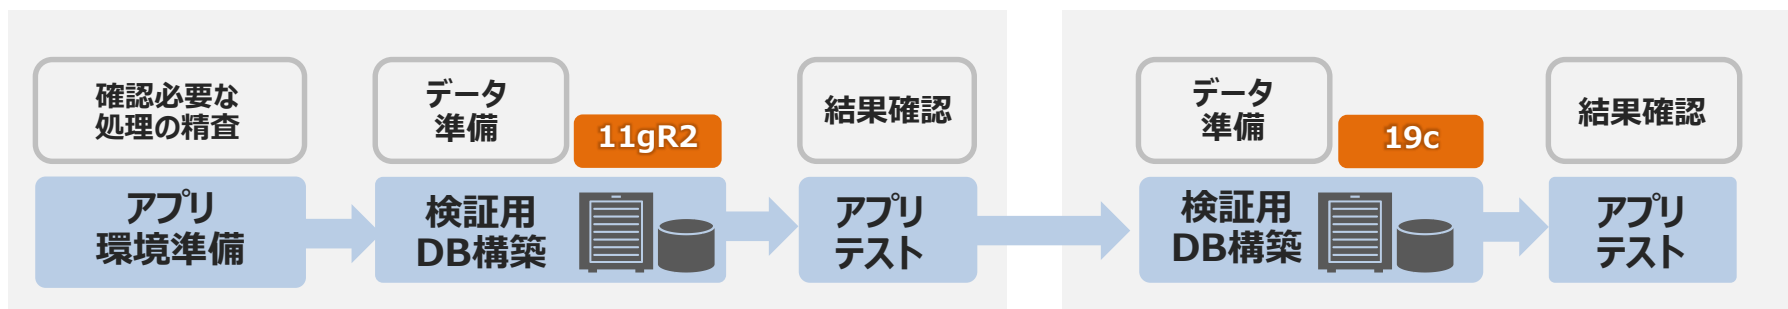 確認必要な
処理の精査
アプリ
環境準備
データ
準備
11gR2
検証用
DB構築
結果確認
アプリ
テスト
データ
準備
19c
検証用
DB構築
結果確認
アプリ
テスト